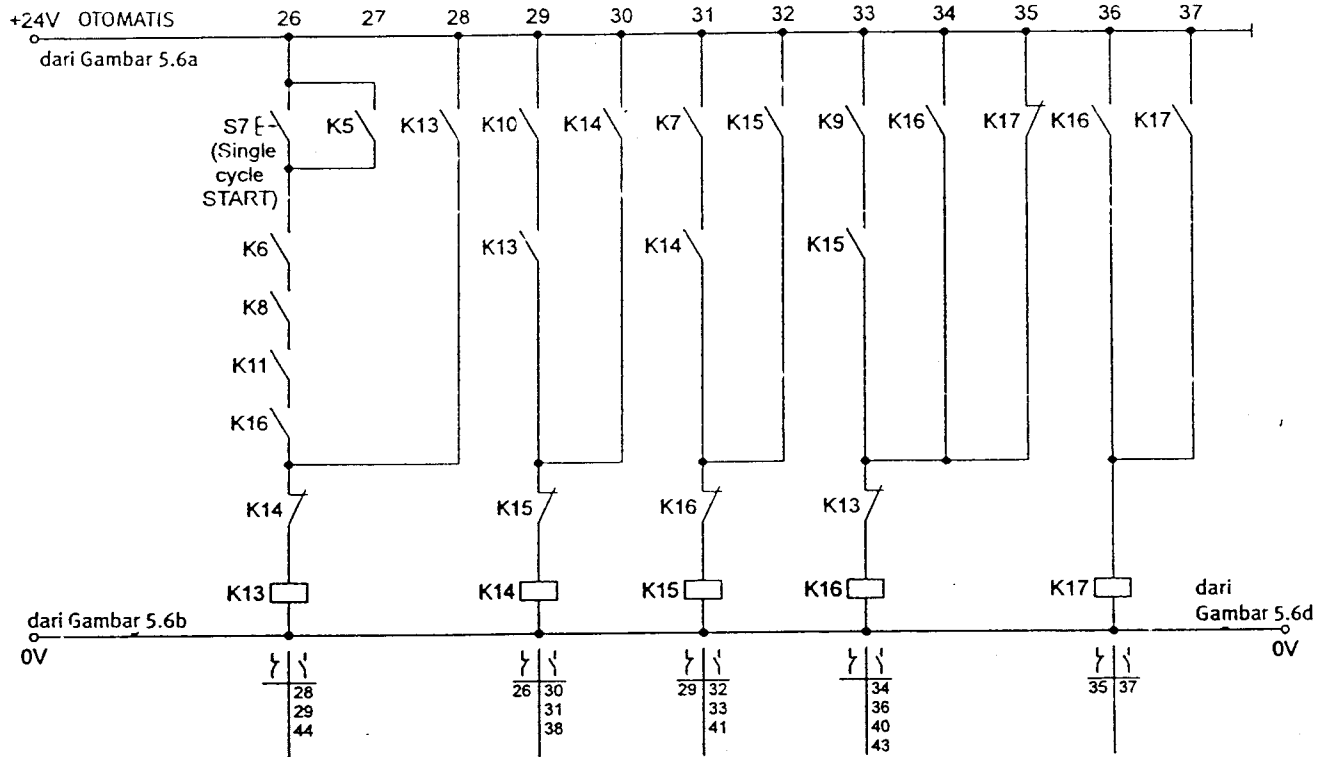 +24V OTOMATIS 26 27 28 29 30 31 32 33 34 35 36 37
dari Gambar 5.6a
S7 K5 K13 K10 K14 K7 K15 K9 K16 K17 K16 K17
(Single
cycle
START)
K6 K13 K14 K15
K8
K11
K16
K14 K15 K16 K13
K13 K14 K15 K16 K17 dari
dari Gambar 5.6b Gambar 5.6d
0V 0V
28 26 30 29 32 34 35 37
29 31 33 36
44 38 41 40
43